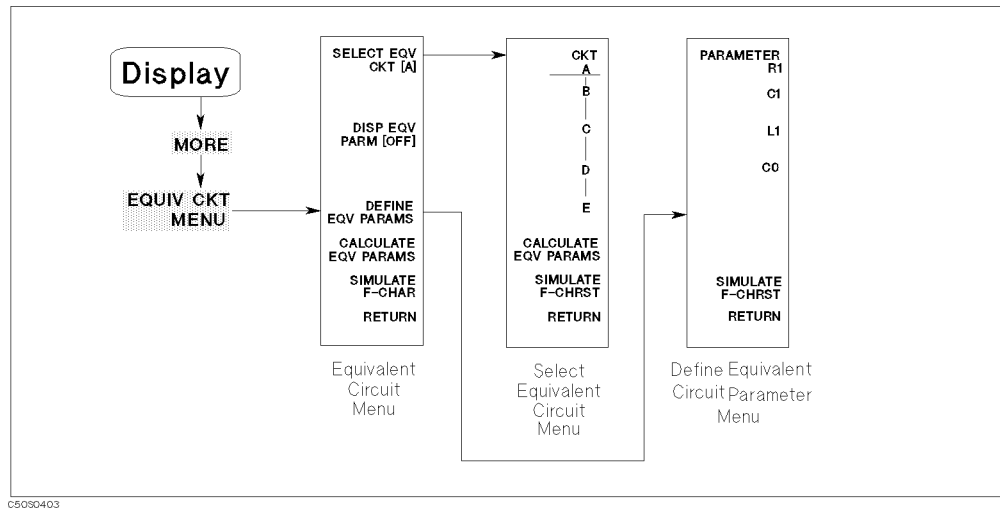 Display
MORE
EQUIV CKT
MENU
SELECT EQV
CKT [A]
DISP EQV
PARM [OFF]
DEFINE
EQV PARAMS
CALCULATE
EQV PARAMS
SIMULATE
F-CHAR
RETURN
Equivalent
Circuit
Menu
CKT
A
B
C
D
E
CALCULATE
EQV PARAMS
SIMULATE
F-CHRST
RETURN
Select
Equivalent
Circuit
Menu
PARAMETER
R1
C1
L1
C0
SIMULATE
F-CHRST
RETURN
Define Equivalent
Circuit Parameter
Menu
C50S0403